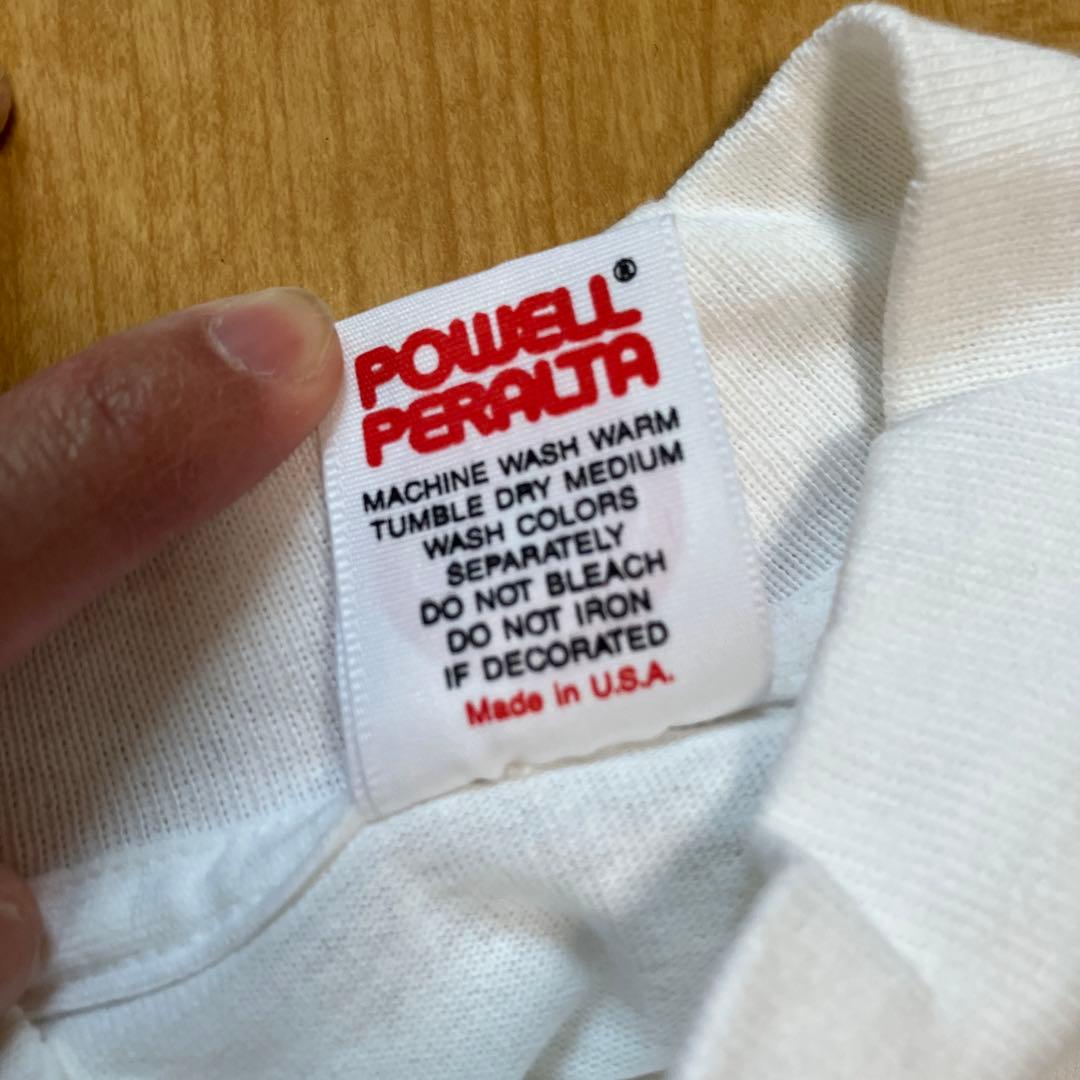 POWELL®
PERALTA
MACHINE WASH WARM
TUMBLE DRY MEDIUM
WASH COLORS
SEPARATELY
DO NOT BLEACH
DO NOT IRON
IF DECORATED
Made in U.S.A.